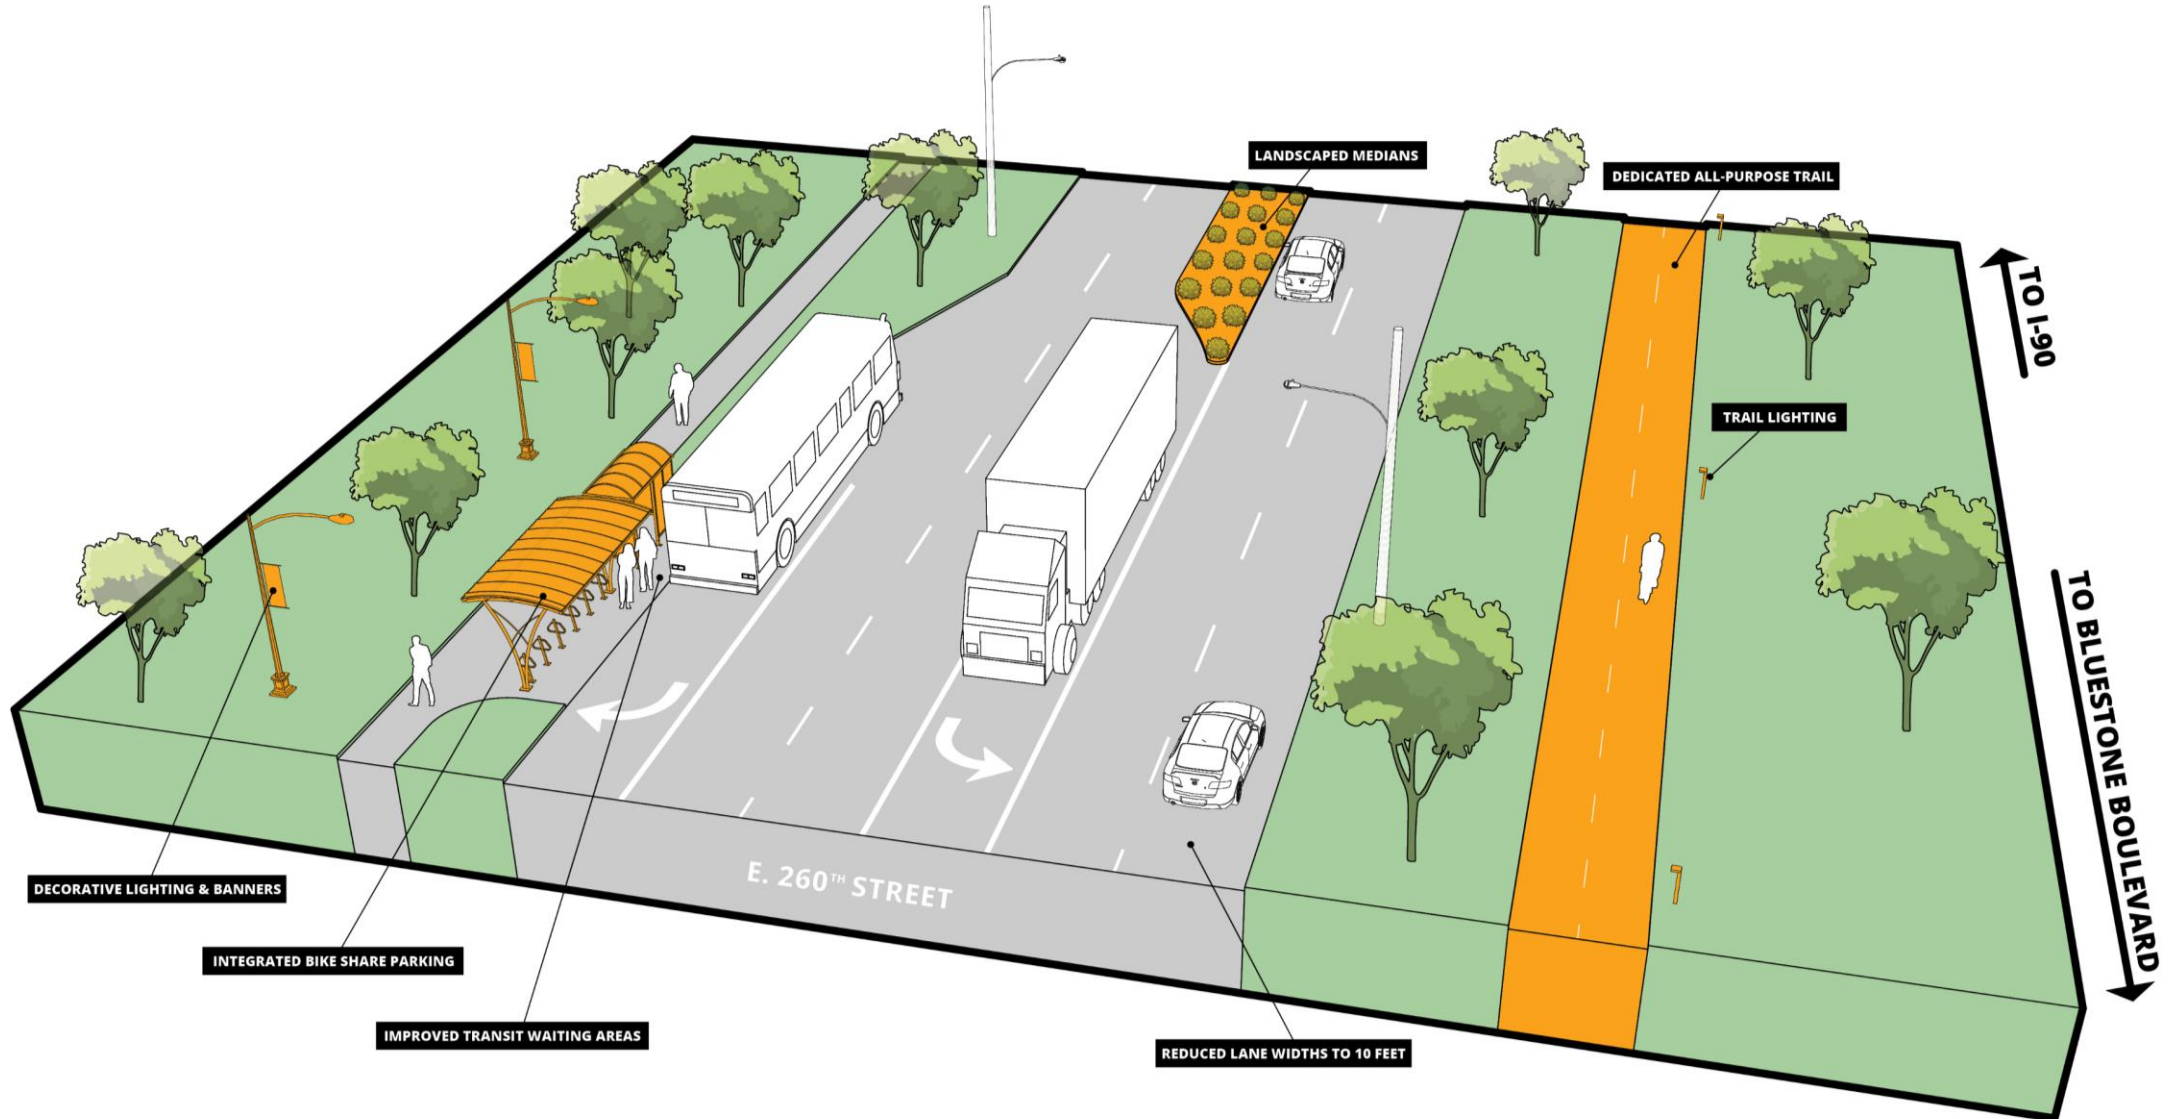 LANDSCAPED MEDIANS
DEDICATED ALL-PURPOSE TRAIL
TO I-90
TRAIL LIGHTING
TO BLUESTONE BOULEVARD
DECORATIVE LIGHTING & BANNERS
E. 260TH STREET
INTEGRATED BIKE SHARE PARKING
IMPROVED TRANSIT WAITING AREAS
REDUCED LANE WIDTHS TO 10 FEET